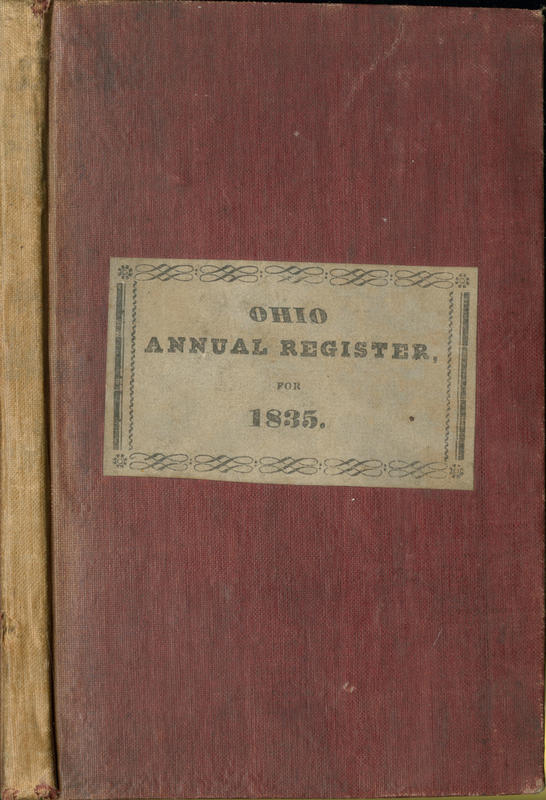 OHIO
ANNUAL REGISTER,
FOR
1835.